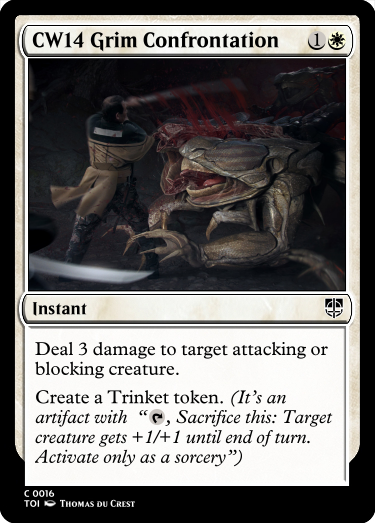 CW14 Grim Confrontation 1
Instant
Deal 3 damage to target attacking or
blocking creature.
Create a Trinket token. (It's an
artifact with “, Sacrifice this: Target
creature gets +1/+1 until end of turn.
Activate only as a sorcery”)
C 0016
TOI Thomas du Crest